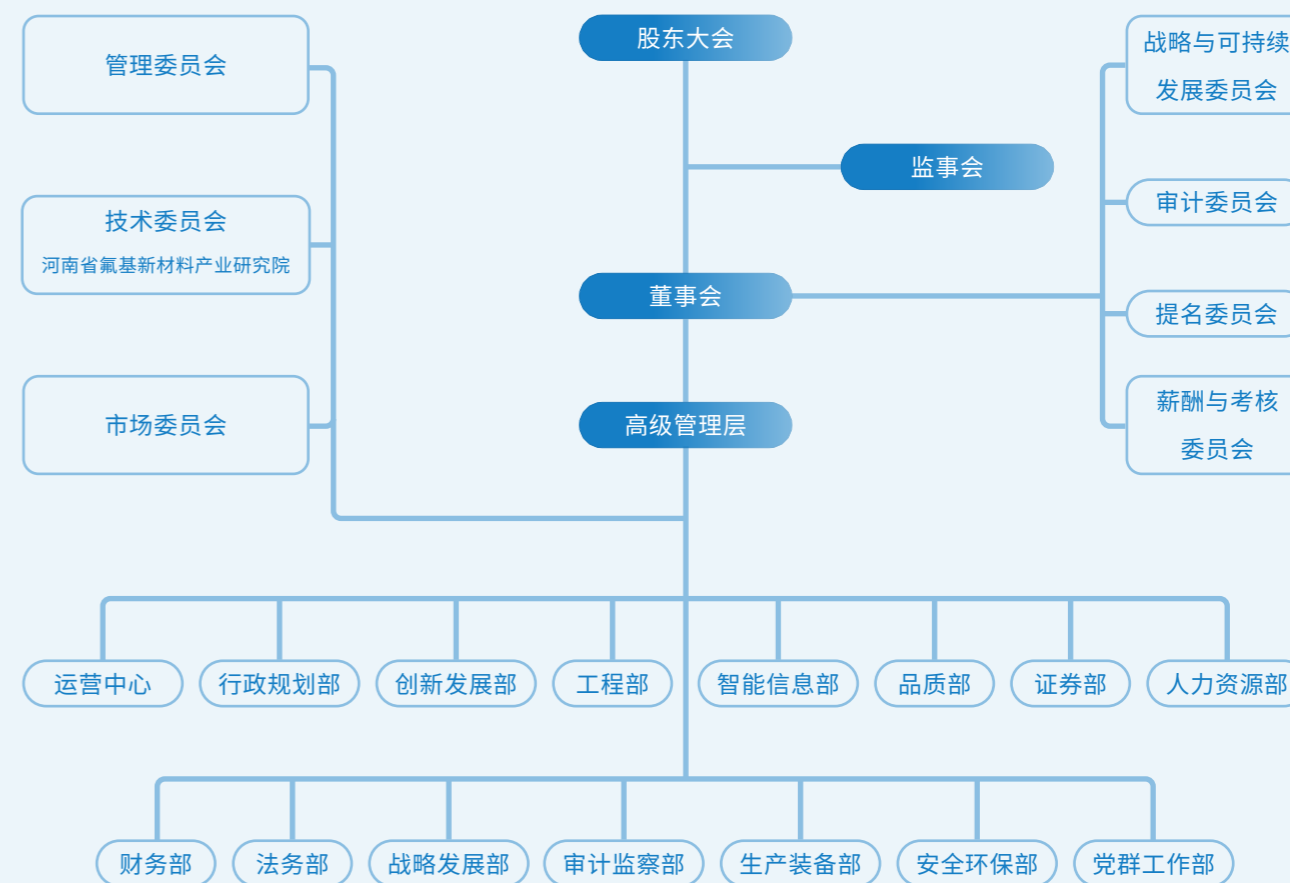 股东大会
监事会
董事会
高级管理层
管理委员会
技术委员会
河南省氟基新材料产业研究院
市场委员会
战略与可持续
发展委员会
审计委员会
提名委员会
薪酬与考核
委员会
运营中心
行政规划部
创新发展部
工程部
智能信息部
品质部
证券部
人力资源部
财务部
法务部
战略发展部
审计监察部
生产装备部
安全环保部
党群工作部